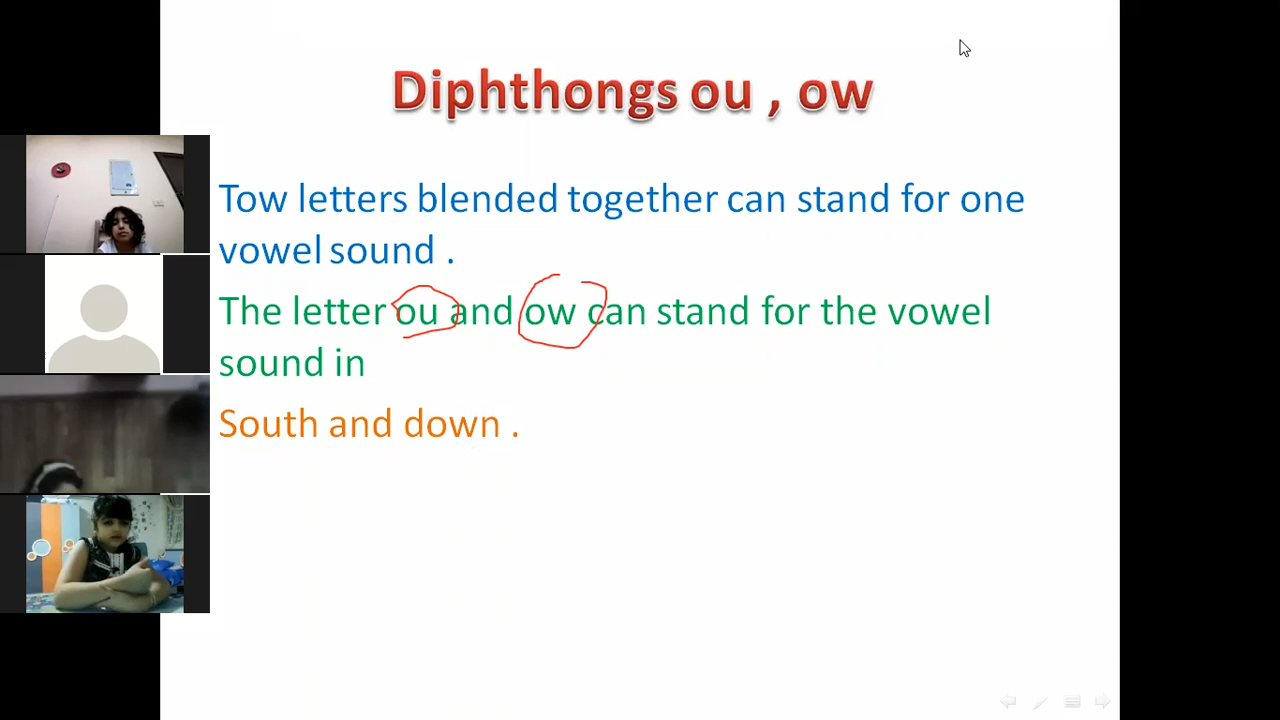 Diphthongs ou , ow
Tow letters blended together can stand for one
vowel sound .
The letter ou and ow can stand for the vowel
sound in
South and down .